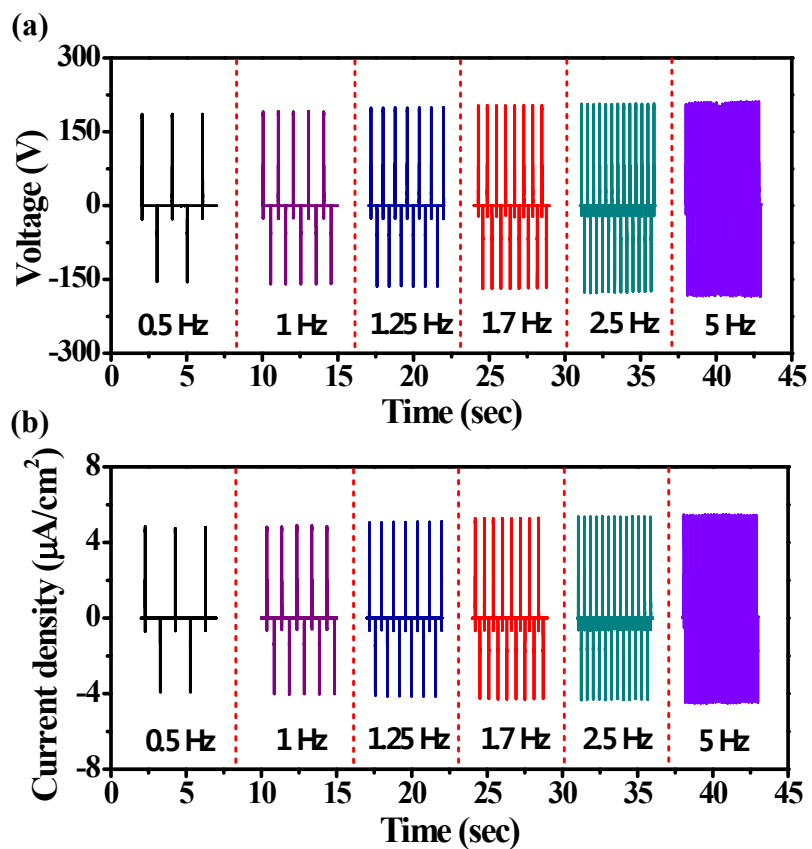 (a)
300
150
0
-150
-300
Voltage (V)
0.5 Hz 1 Hz 1.25 Hz 1.7 Hz 2.5 Hz 5 Hz
0 5 10 15 20 25 30 35 40 45
Time (sec)
(b)
8
4
0
-4
-8
Current density (μA/cm²)
0.5 Hz 1 Hz 1.25 Hz 1.7 Hz 2.5 Hz 5 Hz
0 5 10 15 20 25 30 35 40 45
Time (sec)